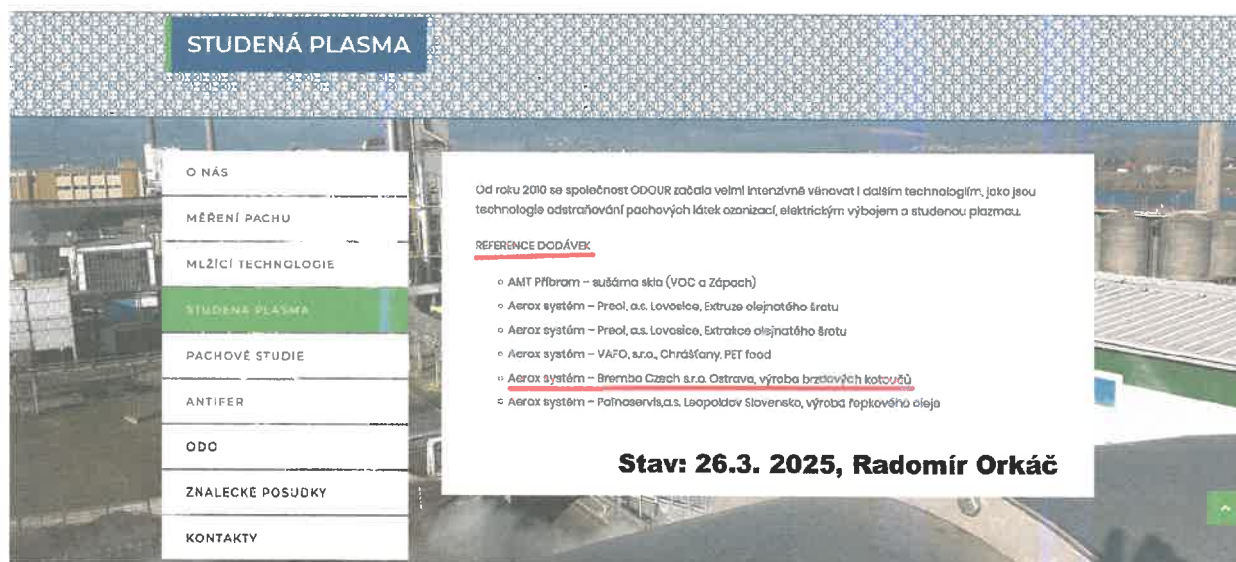 STUDENÁ PLASMA
O NÁS
MĚŘENÍ PACHU
MLŽÍCÍ TECHNOLOGIE
STUDENÁ PLASMA
PACHOVÉ STUDIE
ANTIFER
ODO
ZNALECKÉ POSUDKY
KONTAKTY
Od roku 2010 se společnost ODOUR začala velmi intenzivně věnovat i dalším technologiím, jako jsou
technologie odstraňování pachových látek ozonizací, elektrickým výbojem a studenou plazmou.
REFERENCE DODÁVEK
AMT Příbram – sušárna skla (VOC a Zápach)
Aerox systém – Preol, a.s. Lovosice, Extruze olejnatého šrotu
Aerox systém – Preol, a.s. Lovosice, Extrakce olejnatého šrotu
Aerox systém – VAFO, s.r.o., Chrášťany, PET food
Aerox systém – Brembo Czech s.r.o. Ostrava, výroba brzdových kotoučů
Aerox systém – Palnaservis,a.s. Leopoldov Slovensko, výroba řepkového oleje
Stav: 26.3. 2025, Radomír Orkáč